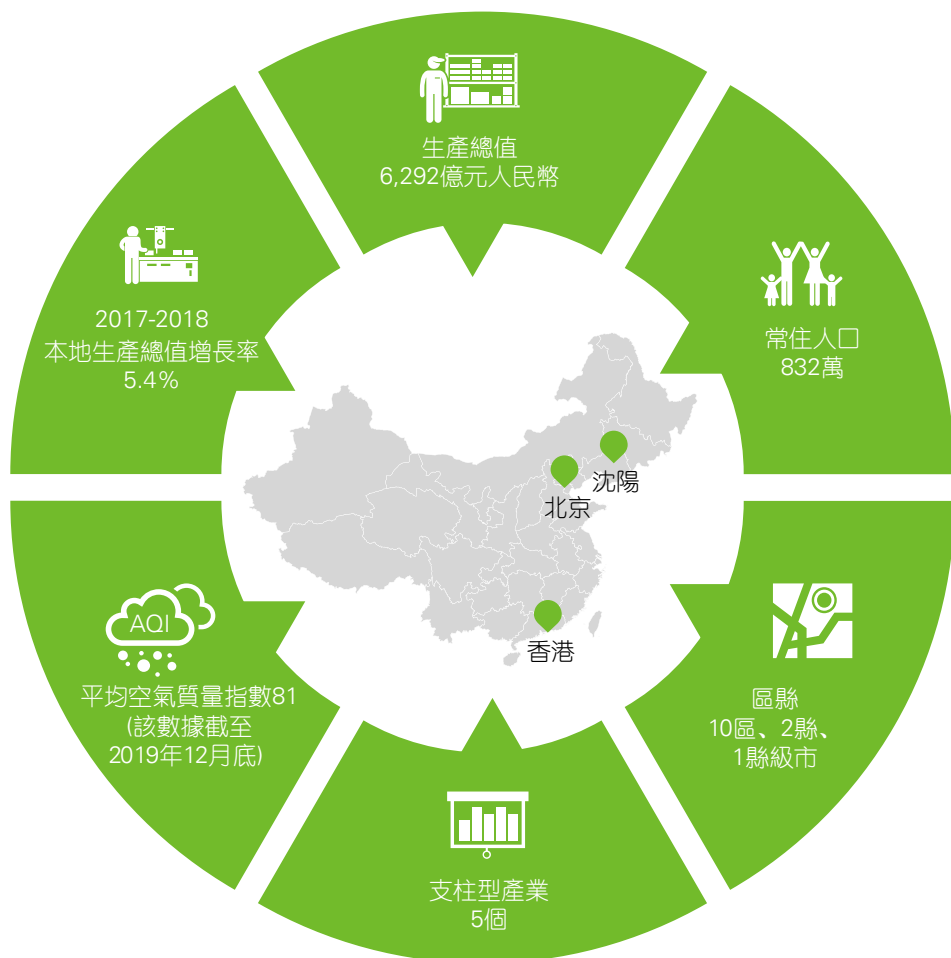 生產總值
6,292億元人民幣
常住人口
832萬
區縣
10區、2縣、
1縣級市
支柱型產業
5個
AQI
平均空氣質量指數81
(該數據截至
2019年12月底)
2017-2018
本地生產總值增長率
5.4%
沈陽
北京
香港